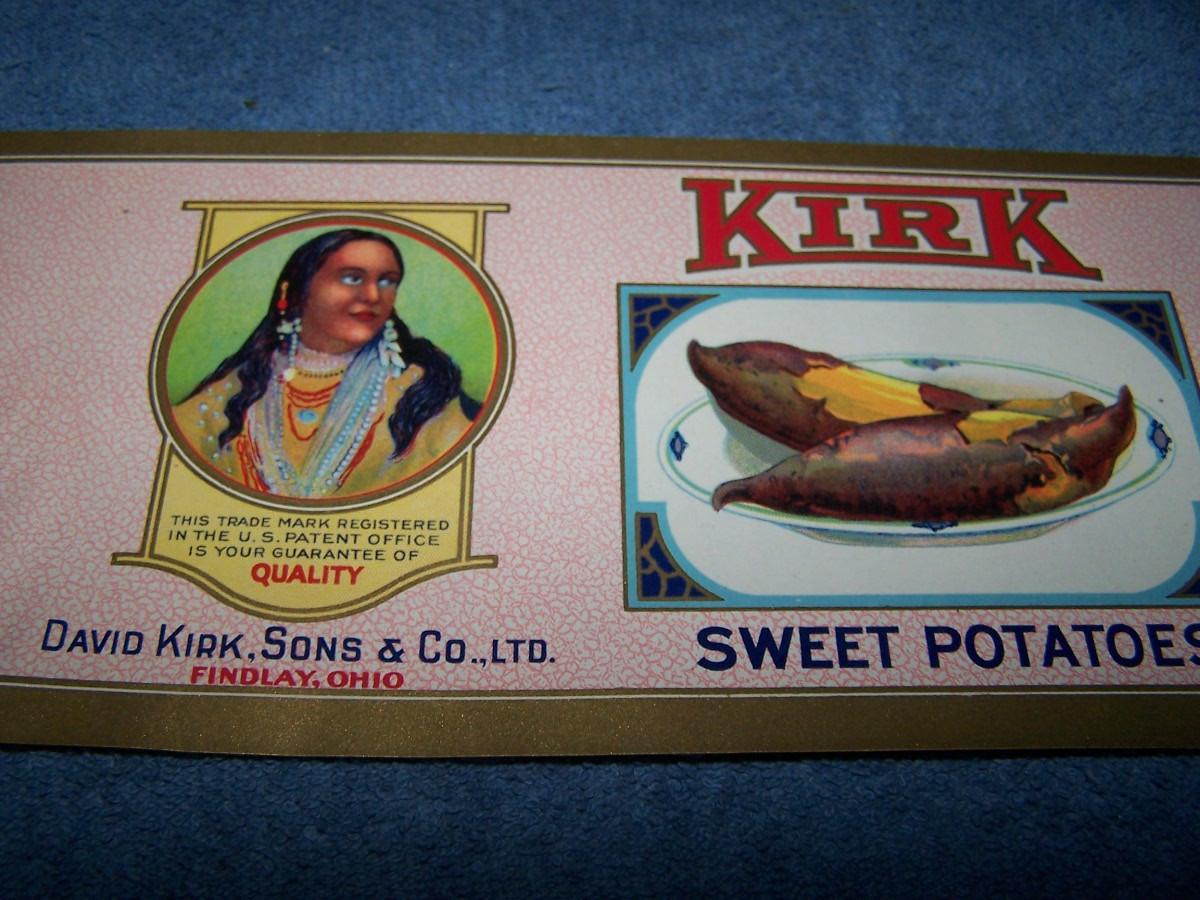 THIS TRADE MARK REGISTERED
IN THE U.S. PATENT OFFICE
IS YOUR GUARANTEE OF
QUALITY
DAVID KIRK, SONS & CO., LTD.
FINDLAY, OHIO
KIRK
SWEET POTATOES